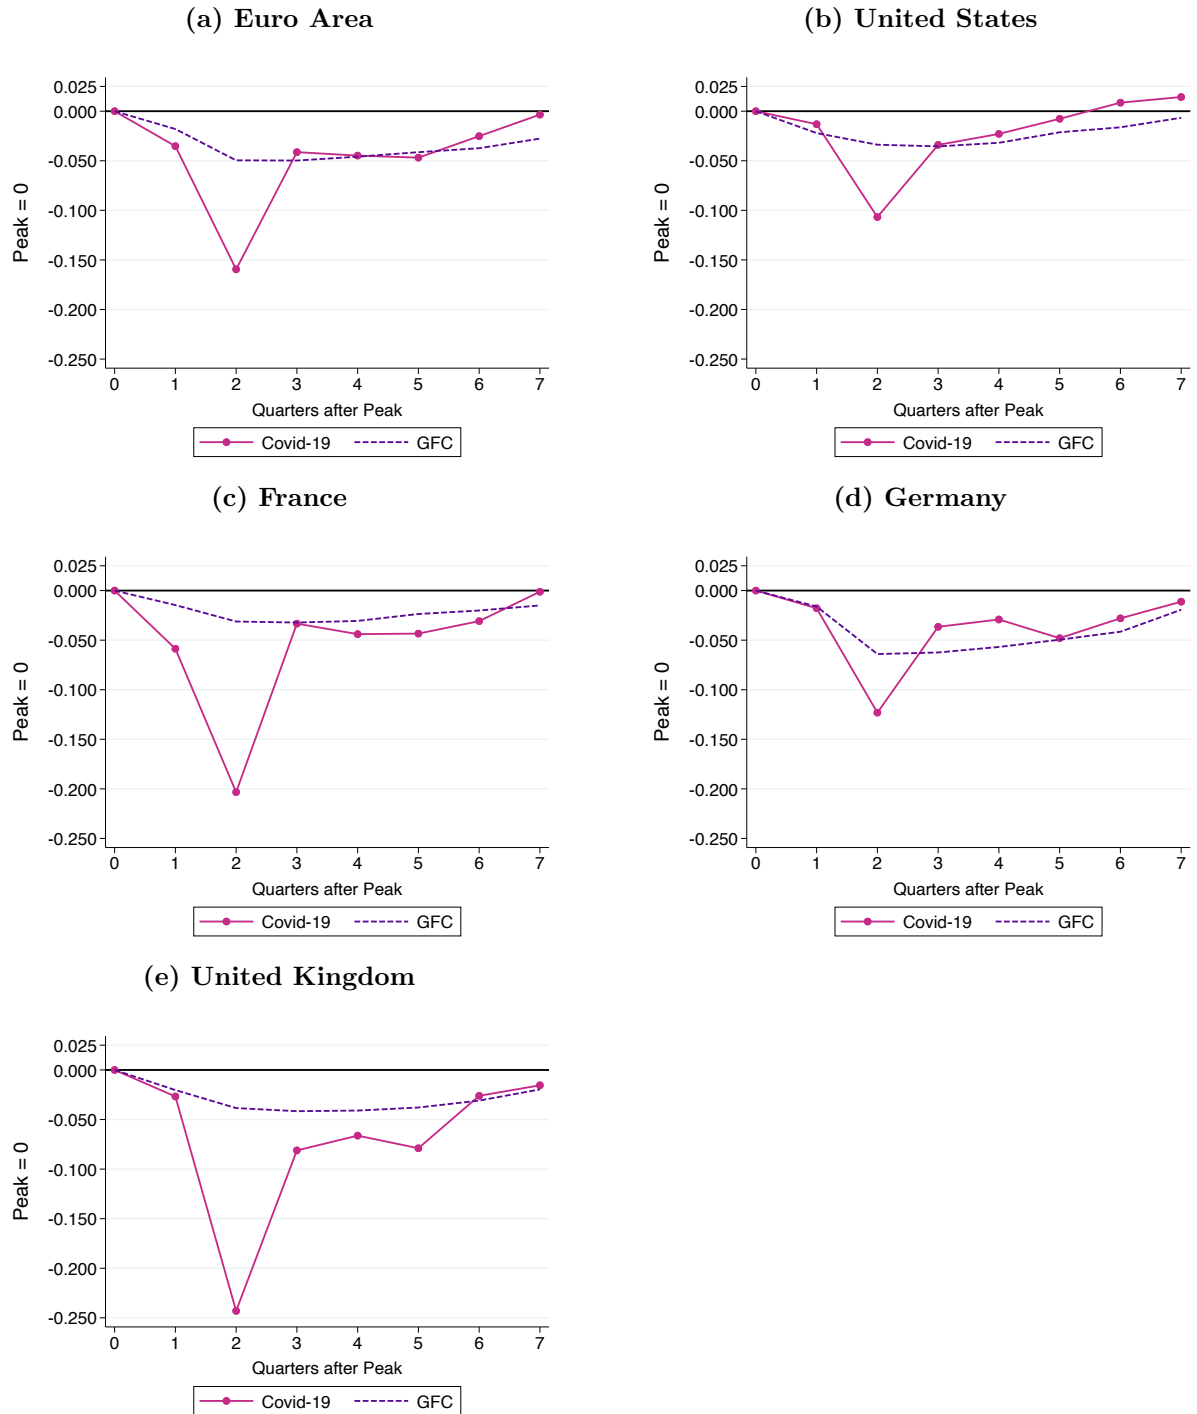 (a) Euro Area
0.025
0.000
-0.050
-0.100
-0.150
-0.200
-0.250
Peak = 0
0 1 2 3 4 5 6 7
Quarters after Peak
Covid-19 GFC
(b) United States
0.025
0.000
-0.050
-0.100
-0.150
-0.200
-0.250
Peak = 0
0 1 2 3 4 5 6 7
Quarters after Peak
Covid-19 GFC
(c) France
0.025
0.000
-0.050
-0.100
-0.150
-0.200
-0.250
Peak = 0
0 1 2 3 4 5 6 7
Quarters after Peak
Covid-19 GFC
(d) Germany
0.025
0.000
-0.050
-0.100
-0.150
-0.200
-0.250
Peak = 0
0 1 2 3 4 5 6 7
Quarters after Peak
Covid-19 GFC
(e) United Kingdom
0.025
0.000
-0.050
-0.100
-0.150
-0.200
-0.250
Peak = 0
0 1 2 3 4 5 6 7
Quarters after Peak
Covid-19 GFC